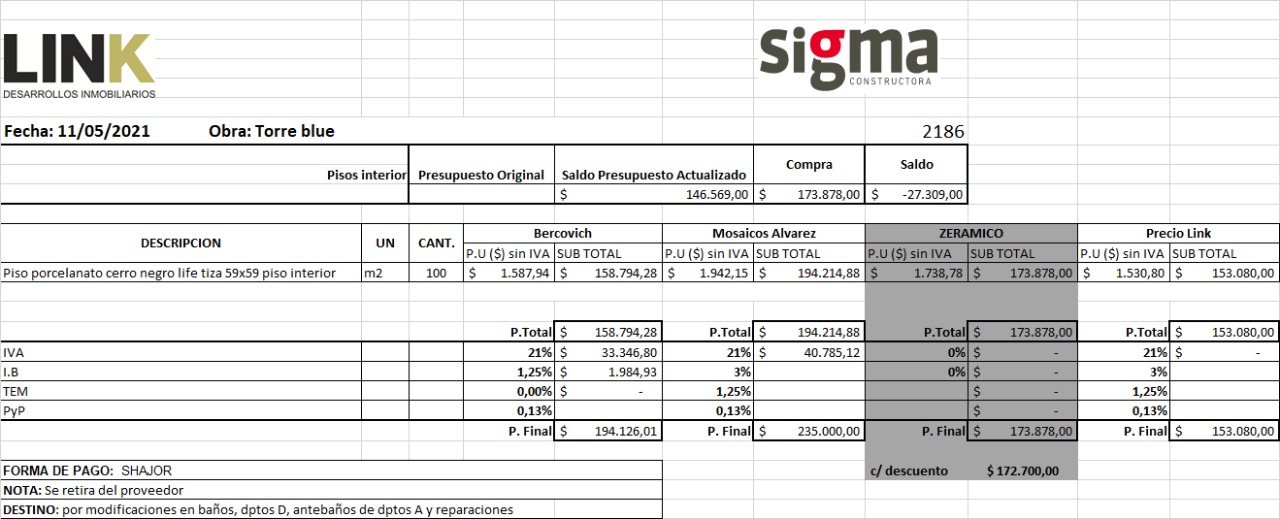 LINK
DESARROLLOS INMOBILIARIOS
Sigma
CONSTRUCTORA
Fecha: 11/05/2021 Obra: Torre blue 2186
Pisos interior Presupuesto Original Saldo Presupuesto Actualizado Compra Saldo
$ 146.569,00 $ 173.878,00 $ -27.309,00
DESCRIPCION UN CANT. Bercovich Mosaicos Alvarez ZERAMICO Precio Link
P.U ($) sin IVA SUB TOTAL P.U ($) sin IVA SUB TOTAL P.U ($) sin IVA SUB TOTAL P.U ($) sin IVA SUB TOTAL
Piso porcelanato cerro negro life tiza 59x59 piso interior m2 100 $ 1.587,94 $ 158.794,28 $ 1.942,15 $ 194.214,88 $ 1.738,78 $ 173.878,00 $ 1.530,80 $ 153.080,00
P.Total $ 158.794,28 P.Total $ 194.214,88 P.Total $ 173.878,00 P.Total $ 153.080,00
IVA 21% $ 33.346,80 21% $ 40.785,12 0% $ - 21% $ -
I.B 1,25% $ 1.984,93 3% 0% $ - 3%
TEM 0,00% $ - 1,25% $ - 1,25%
PyP 0,13% 0,13% $ - 0,13%
P. Final $ 194.126,01 P. Final $ 235.000,00 P. Final $ 173.878,00 P. Final $ 153.080,00
FORMA DE PAGO: SHAJOR c/ descuento $ 172.700,00
NOTA: Se retira del proveedor
DESTINO: por modificaciones en baños, dptos D, antebaños de dptos A y reparaciones